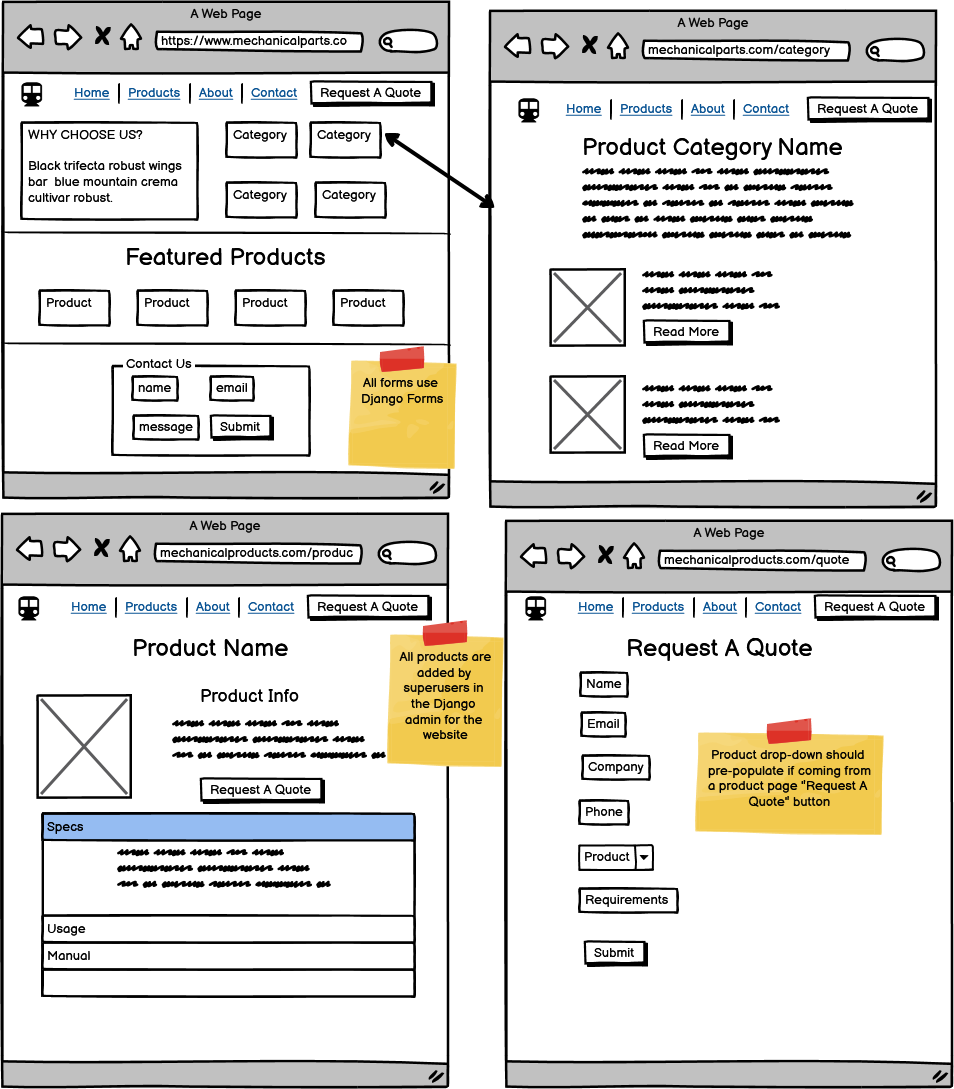 A Web Page
https://www.mechanicalparts.co
Home
Products
About
Contact
Request A Quote
WHY CHOOSE US?
Black trifecta robust wings
bar blue mountain crema
cultivar robust.
Category
Category
Category
Category
Featured Products
Product
Product
Product
Product
Contact Us
name
email
message
Submit
All forms use
Django Forms
A Web Page
mechanicalparts.com/category
Home
Products
About
Contact
Request A Quote
Product Category Name
Read More
Read More
A Web Page
mechanicalproducts.com/produc
Home
Products
About
Contact
Request A Quote
Product Name
Product Info
Request A Quote
Specs
Usage
Manual
All products are
added by
superusers in
the Django
admin for the
website
A Web Page
mechanicalproducts.com/quote
Home
Products
About
Contact
Request A Quote
Request A Quote
Name
Email
Company
Phone
Product
Requirements
Submit
Product drop-down should
pre-populate if coming from
a product page "Request A
Quote" button